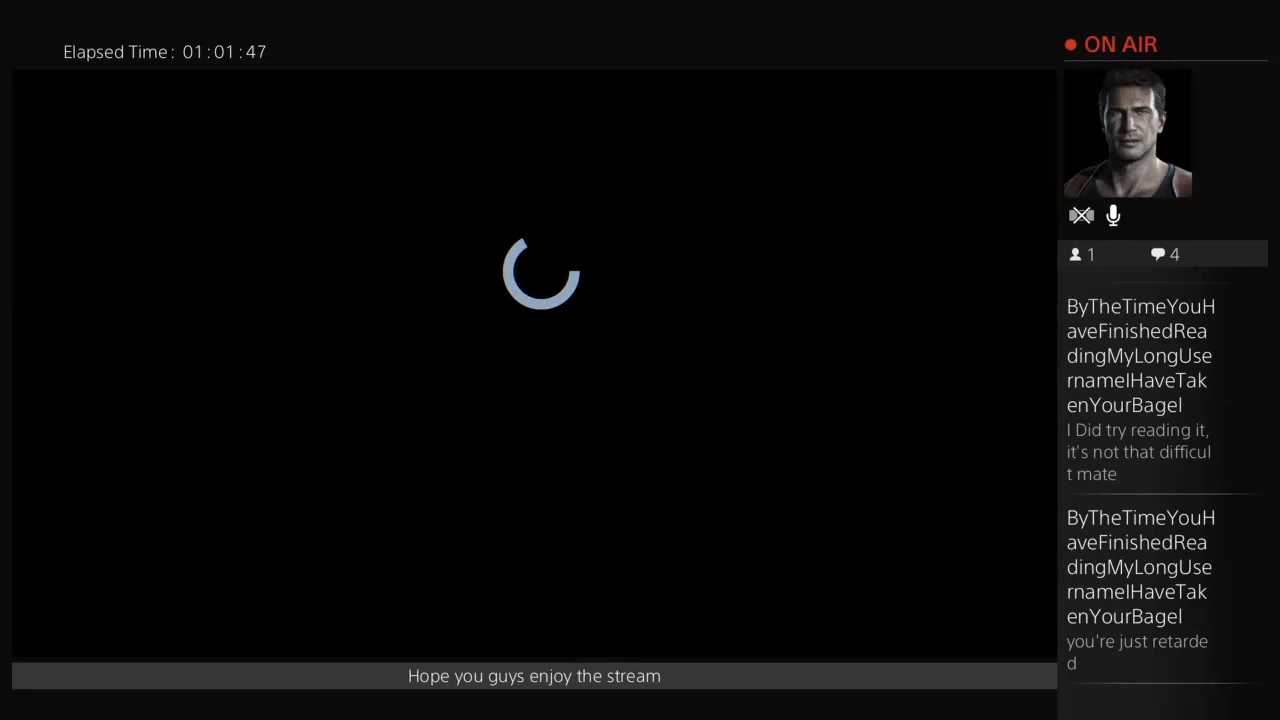 Elapsed Time: 01:01:47
ON AIR
1
4
ByTheTimeYouH
aveFinishedRea
dingMyLongUse
rnameIHaveTak
enYourBagel
I Did try reading it,
it's not that difficul
t mate
ByTheTimeYouH
aveFinishedRea
dingMyLongUse
rnameIHaveTak
enYourBagel
you're just retarde
d
Hope you guys enjoy the stream